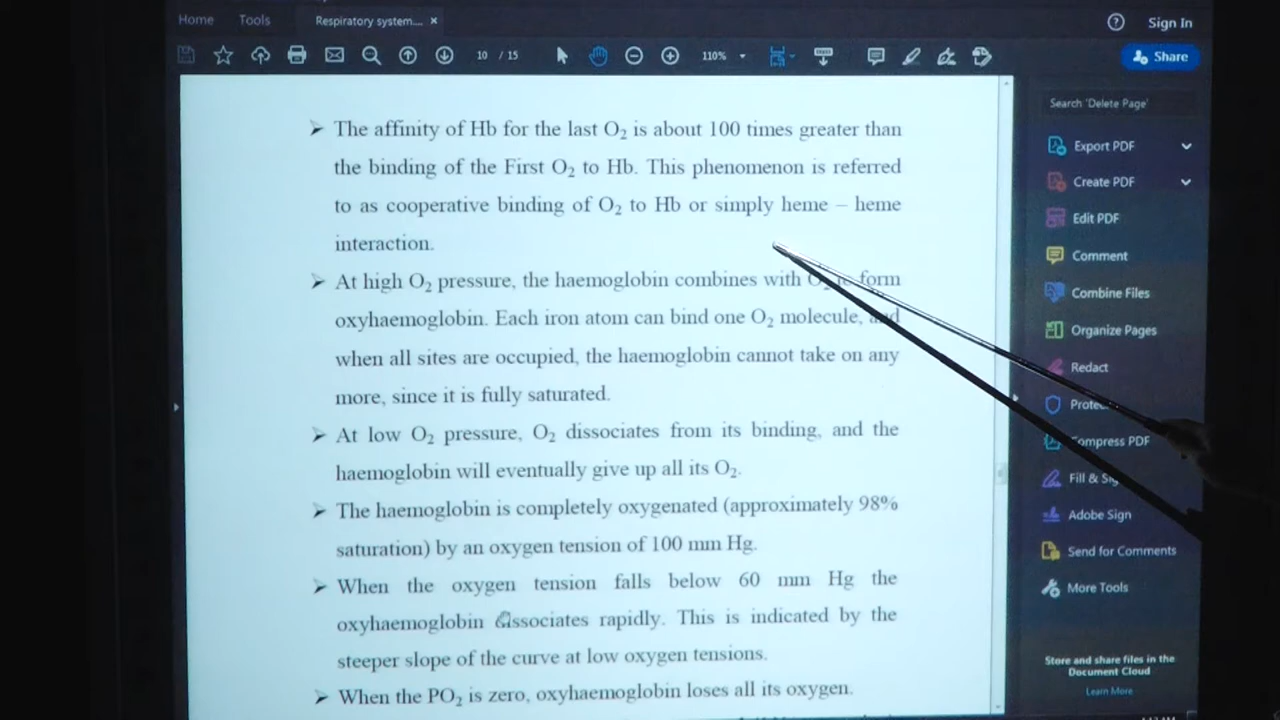 Home Tools Respiratory system.... × Sign In
10 / 15 110% Share
➢ The affinity of Hb for the last O₂ is about 100 times greater than
the binding of the First O₂ to Hb. This phenomenon is referred
to as cooperative binding of O₂ to Hb or simply heme – heme
interaction.
➢ At high O₂ pressure, the haemoglobin combines with O₂ to form
oxyhaemoglobin. Each iron atom can bind one O₂ molecule, and
when all sites are occupied, the haemoglobin cannot take on any
more, since it is fully saturated.
➢ At low O₂ pressure, O₂ dissociates from its binding, and the
haemoglobin will eventually give up all its O₂.
➢ The haemoglobin is completely oxygenated (approximately 98%
saturation) by an oxygen tension of 100 mm Hg.
➢ When the oxygen tension falls below 60 mm Hg the
oxyhaemoglobin dissociates rapidly. This is indicated by the
steeper slope of the curve at low oxygen tensions.
➢ When the PO₂ is zero, oxyhaemoglobin loses all its oxygen.
Search 'Delete Page'
Export PDF
Create PDF
Edit PDF
Comment
Combine Files
Organize Pages
Redact
Compress PDF
Fill & Sig
Adobe Sign
Send for Comments
More Tools
Store and share files in the
Document Cloud
Learn More